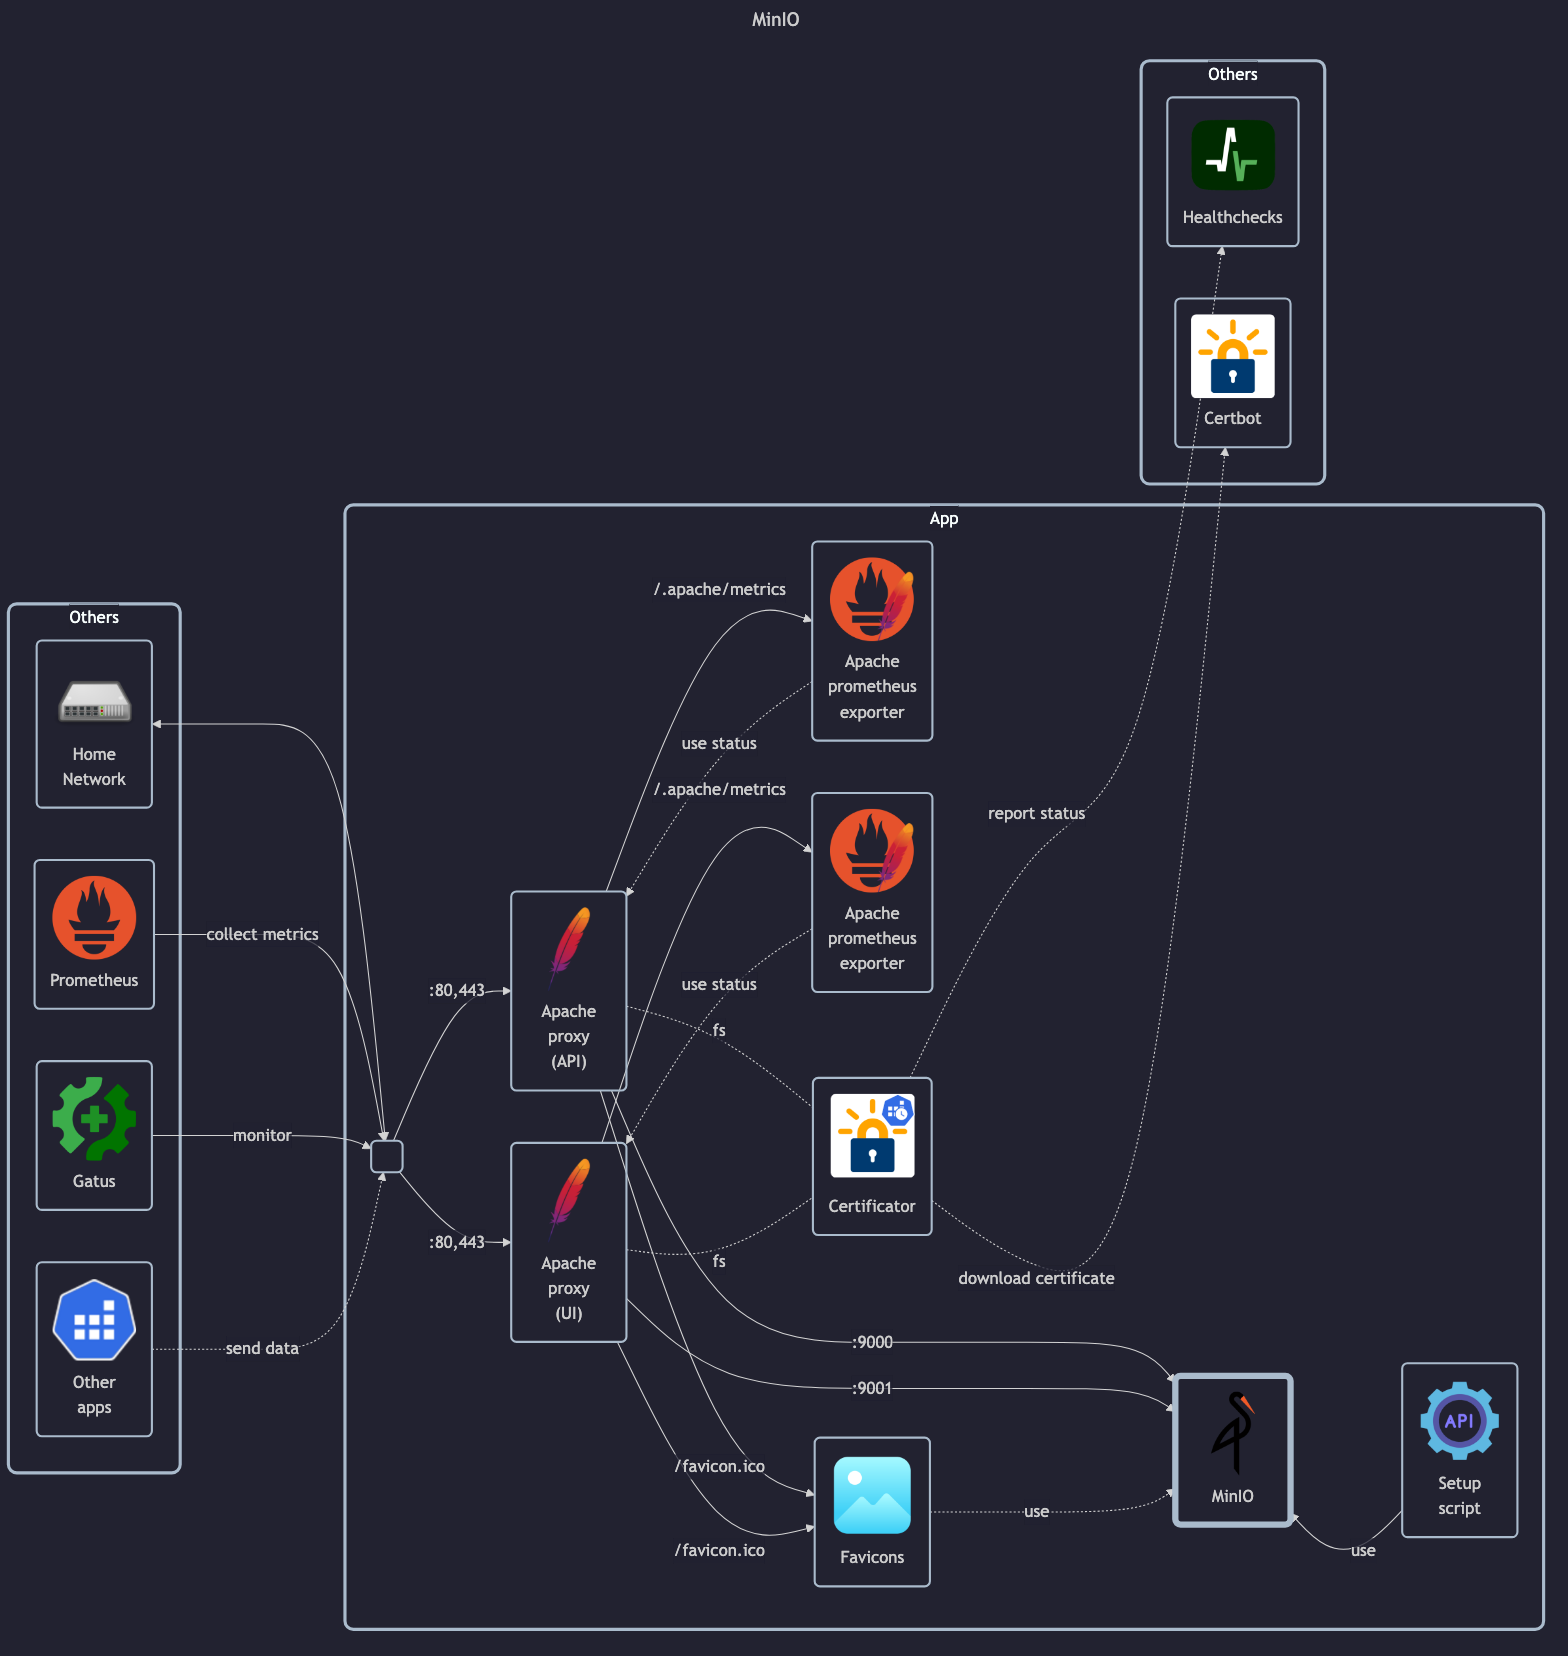 MinIO
Others
Healthchecks
Certbot
App
Others
Home
Network
Prometheus
Gatus
Other
apps
collect metrics
monitor
send data
:80,443
:80,443
Apache
proxy
(API)
Apache
proxy
(UI)
/.apache/metrics
use status
/.apache/metrics
use status
fs
fs
/favicon.ico
/favicon.ico
Apache
prometheus
exporter
Apache
prometheus
exporter
Certificator
report status
download certificate
:9000
:9001
Favicons
use
MinIO
use
API
Setup
script